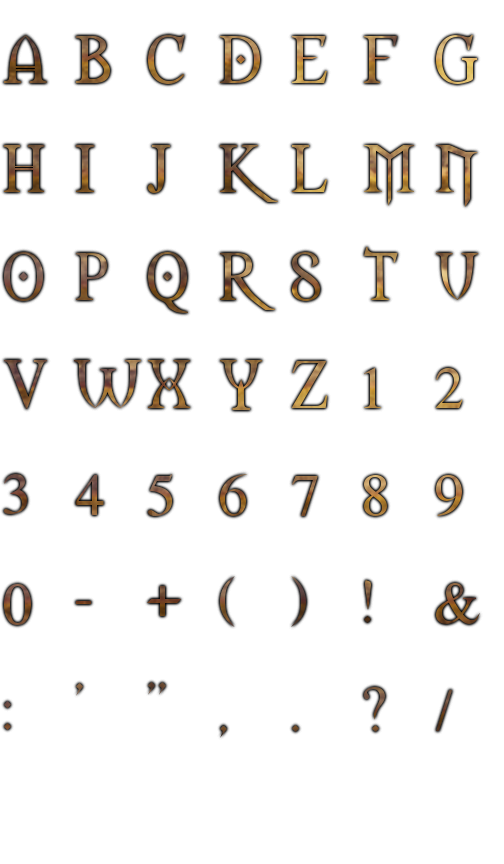 A B C D E F G
H I J K L M N
O P Q R S T U
V W X Y Z 1 2
3 4 5 6 7 8 9
0 - + ( ) ! &
: ’ ” , . ? /